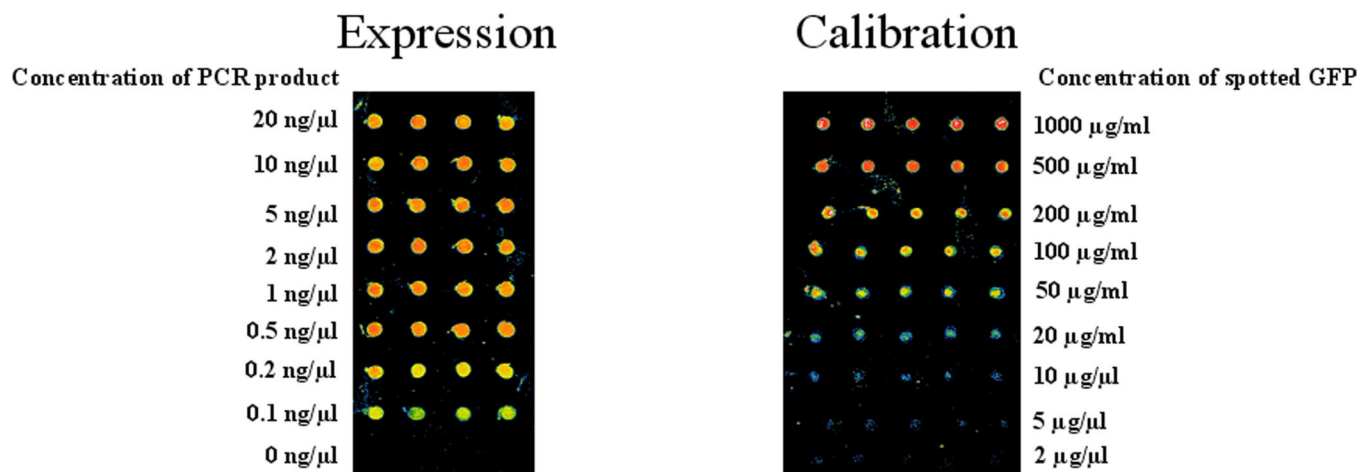 Expression
Calibration
Concentration of PCR product
20 ng/µl
10 ng/µl
5 ng/µl
2 ng/µl
1 ng/µl
0.5 ng/µl
0.2 ng/µl
0.1 ng/µl
0 ng/µl
Concentration of spotted GFP
1000 µg/ml
500 µg/ml
200 µg/ml
100 µg/ml
50 µg/ml
20 µg/ml
10 µg/µl
5 µg/µl
2 µg/µl